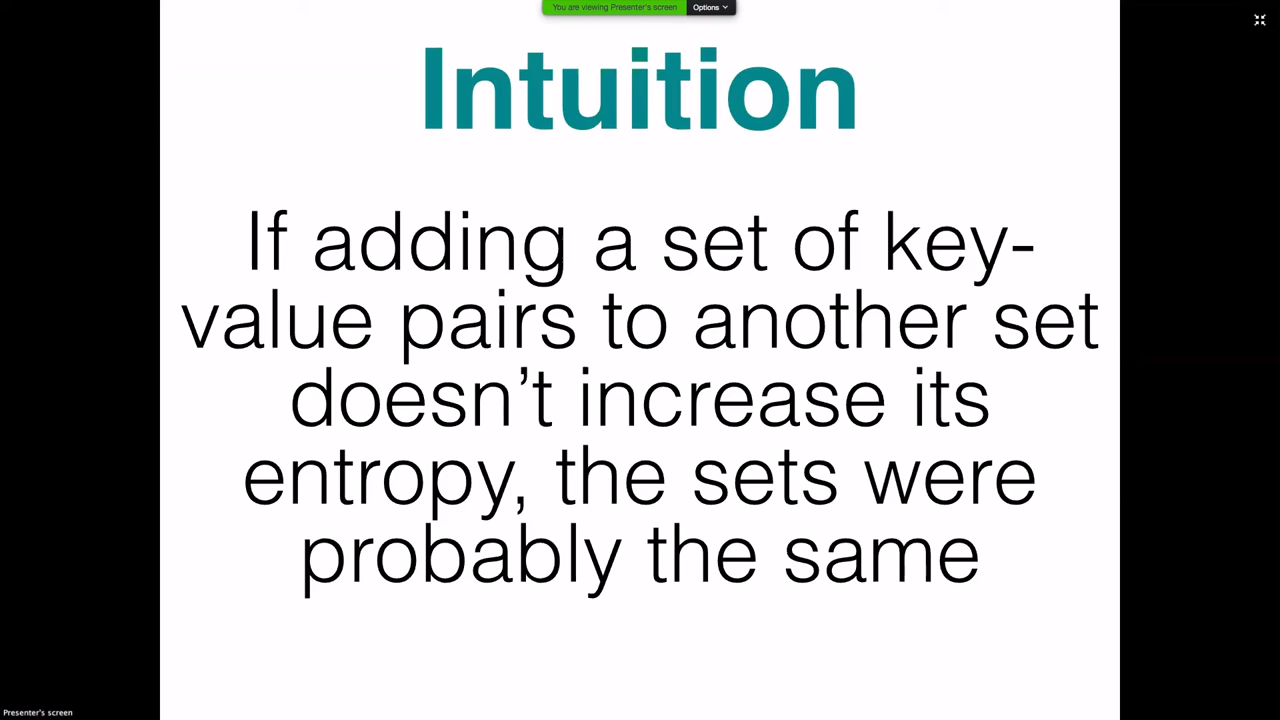 You are viewing Presenter's screen Options
Intuition
If adding a set of key-
value pairs to another set
doesn’t increase its
entropy, the sets were
probably the same
Presenter's screen